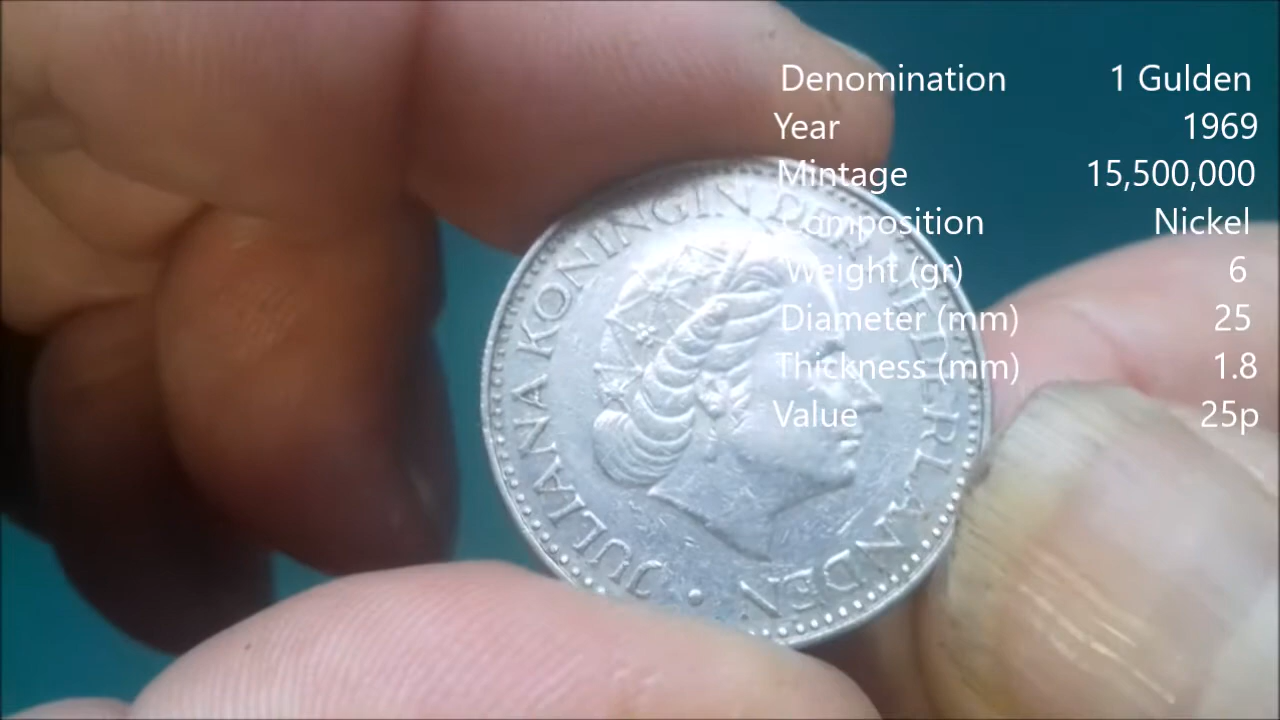 Denomination 1 Gulden
Year 1969
Mintage 15,500,000
Composition Nickel
Weight (gr) 6
Diameter (mm) 25
Thickness (mm) 1.8
Value 25p
JULIANA KONINGIN DER NEDERLANDEN